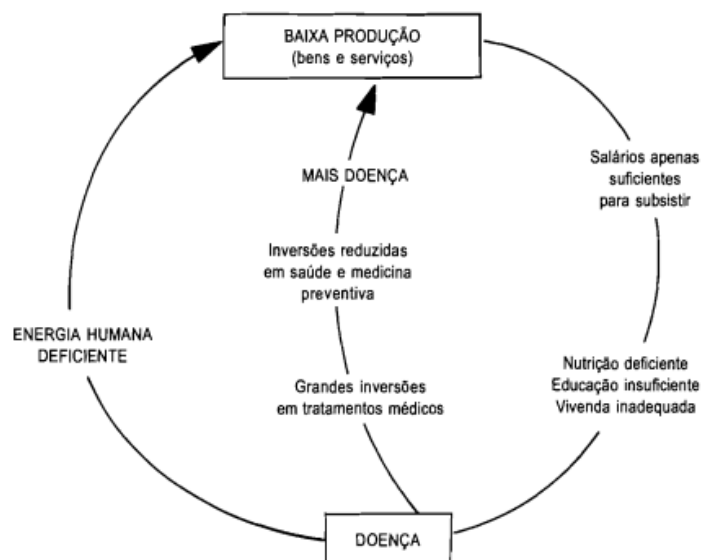 BAIXA PRODUÇÃO
(bens e serviços)
Salários apenas
suficientes
para subsistir
MAIS DOENÇA
Inversões reduzidas
em saúde e medicina
preventiva
ENERGIA HUMANA
DEFICIENTE
Grandes inversões
em tratamentos médicos
Nutrição deficiente
Educação insuficiente
Vivenda inadequada
DOENÇA